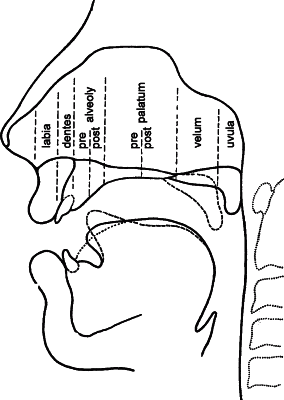 labia
dentes
pre alveoly
post
pre palatum
post
velum
uvula